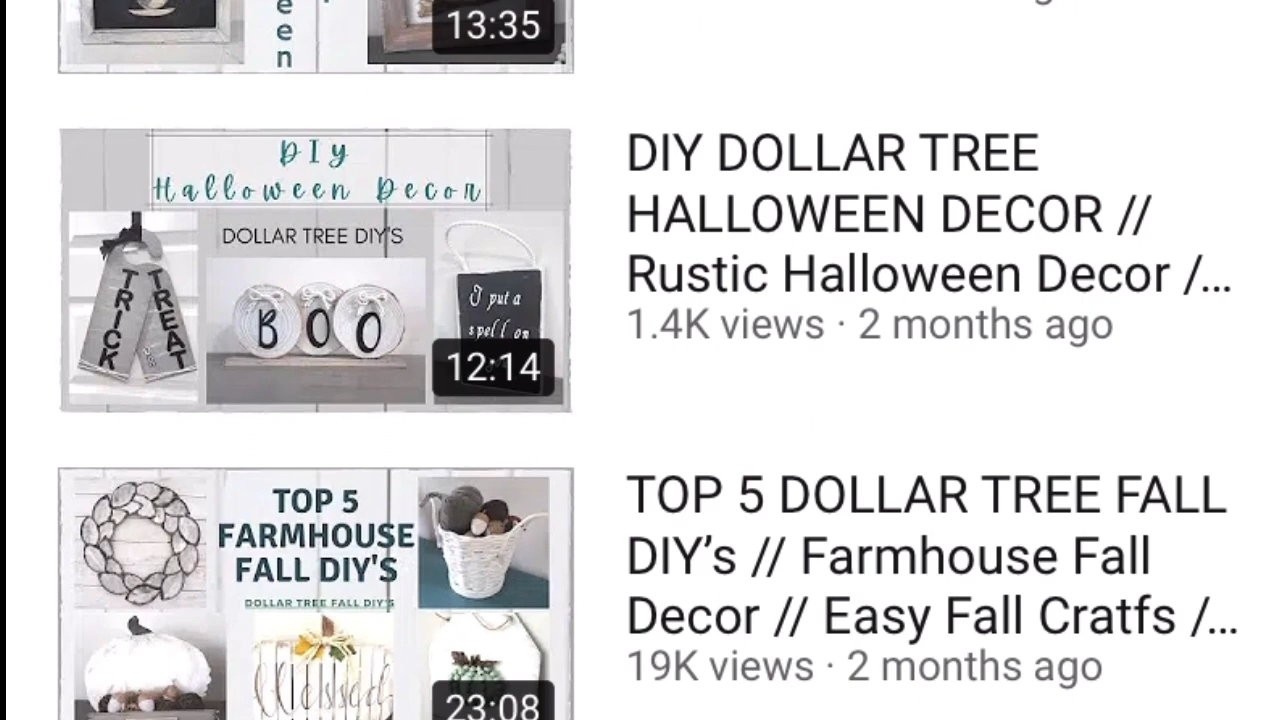 e
e
n
13:35
DIY
Halloween Decor
DOLLAR TREE DIY'S
TRICK
TREAT
BOO
I put a
spell on
12:14
DIY DOLLAR TREE
HALLOWEEN DECOR //
Rustic Halloween Decor /...
1.4K views · 2 months ago
TOP 5
FARMHOUSE
FALL DIY'S
DOLLAR TREE FALL DIY'S
Blessed
23:08
TOP 5 DOLLAR TREE FALL
DIY’s // Farmhouse Fall
Decor // Easy Fall Cratfs /...
19K views · 2 months ago